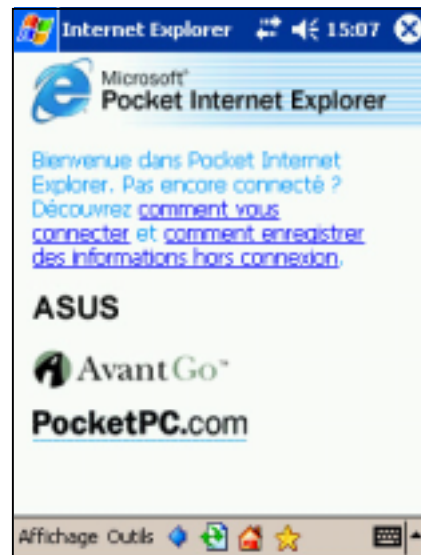 Internet Explorer 15:07
Microsoft®
Pocket Internet Explorer
Bienvenue dans Pocket Internet
Explorer. Pas encore connecté ?
Découvrez comment vous
connecter et comment enregistrer
des informations hors connexion.
ASUS
AvantGo™
PocketPC.com
Affichage Outils